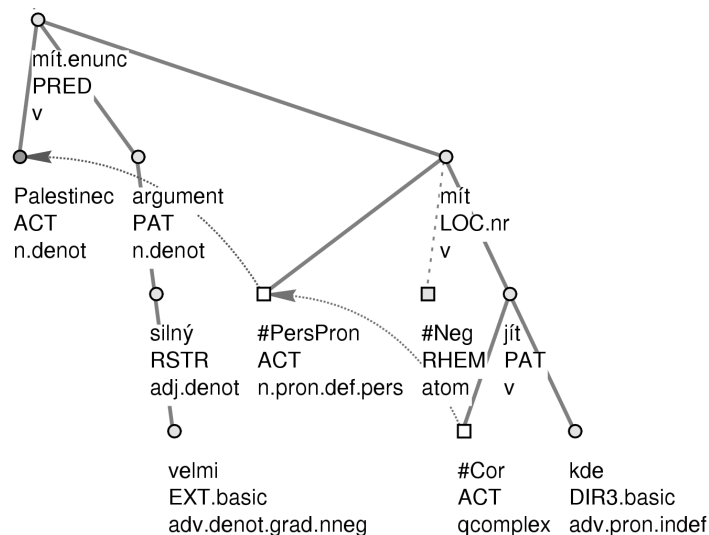 mít.enunc
PRED
v
Palestinec
ACT
n.denot
argument
PAT
n.denot
mít
LOC.nr
v
silný
RSTR
adj.denot
#PersPron
ACT
n.pron.def.pers
#Neg
RHEM
atom
jít
PAT
v
velmi
EXT.basic
adv.denot.grad.nneg
#Cor
ACT
qcomplex
kde
DIR3.basic
adv.pron.indef